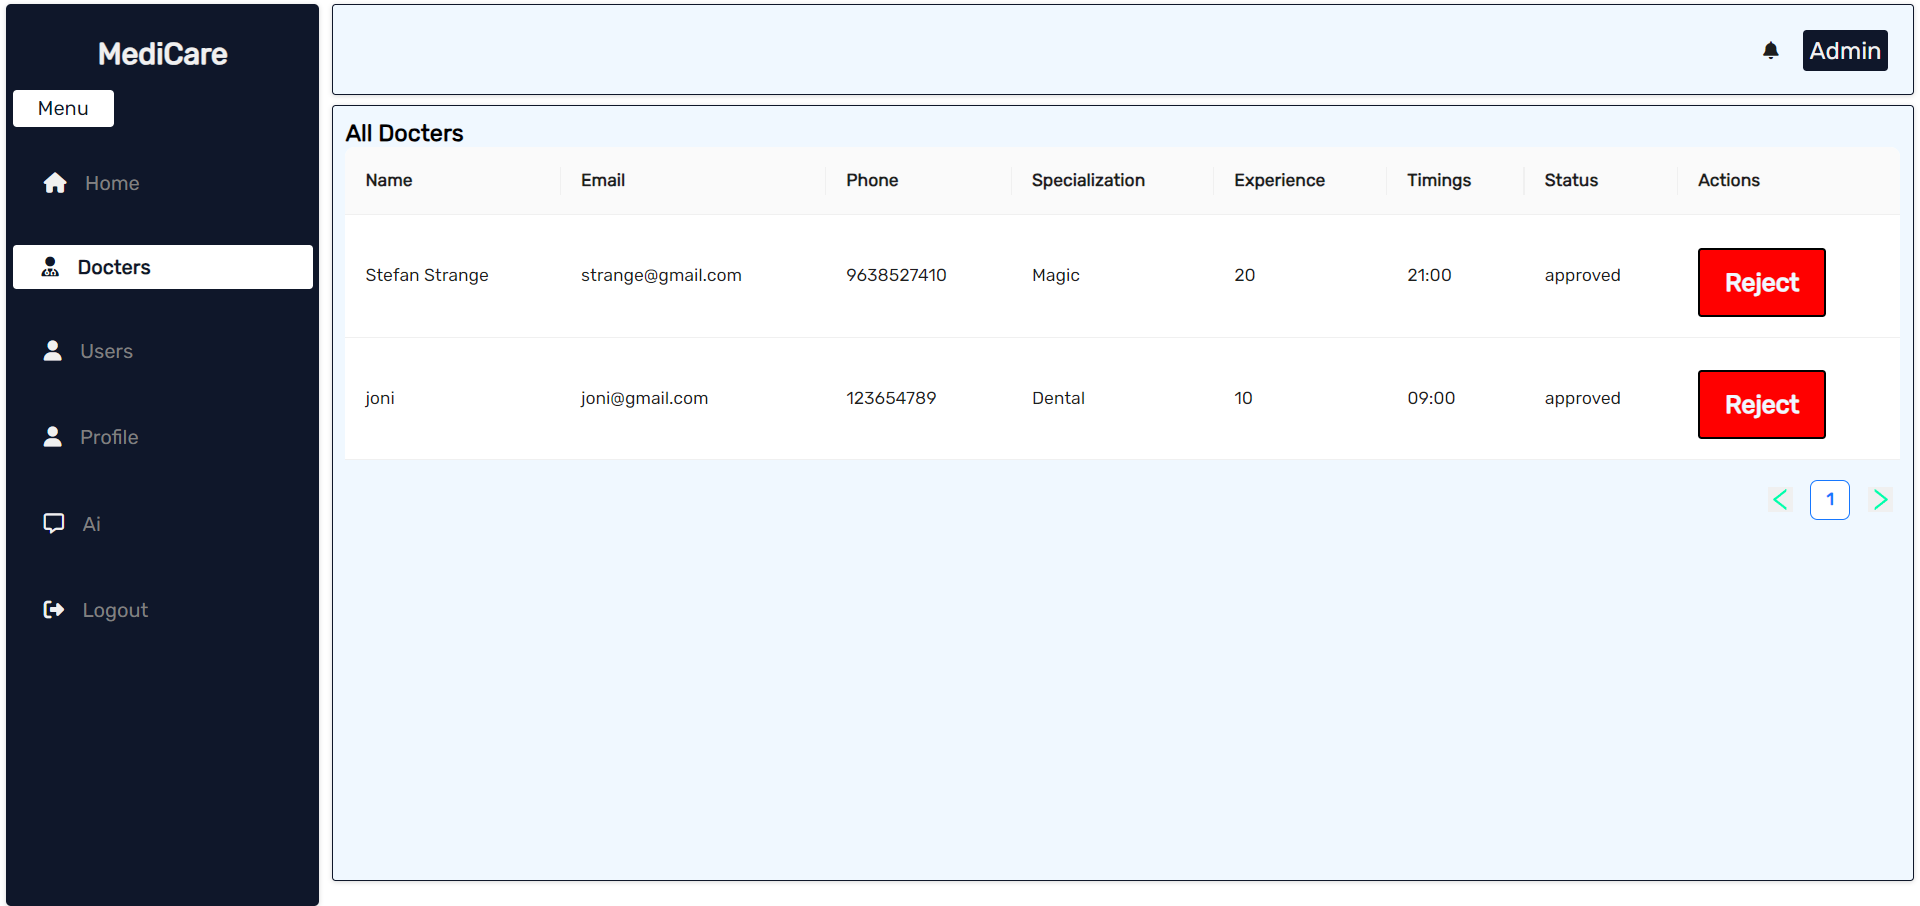 MediCare
Menu
Home
Docters
Users
Profile
Ai
Logout
Admin
All Docters
Name Email Phone Specialization Experience Timings Status Actions
Stefan Strange strange@gmail.com 9638527410 Magic 20 21:00 approved Reject
joni joni@gmail.com 123654789 Dental 10 09:00 approved Reject
1